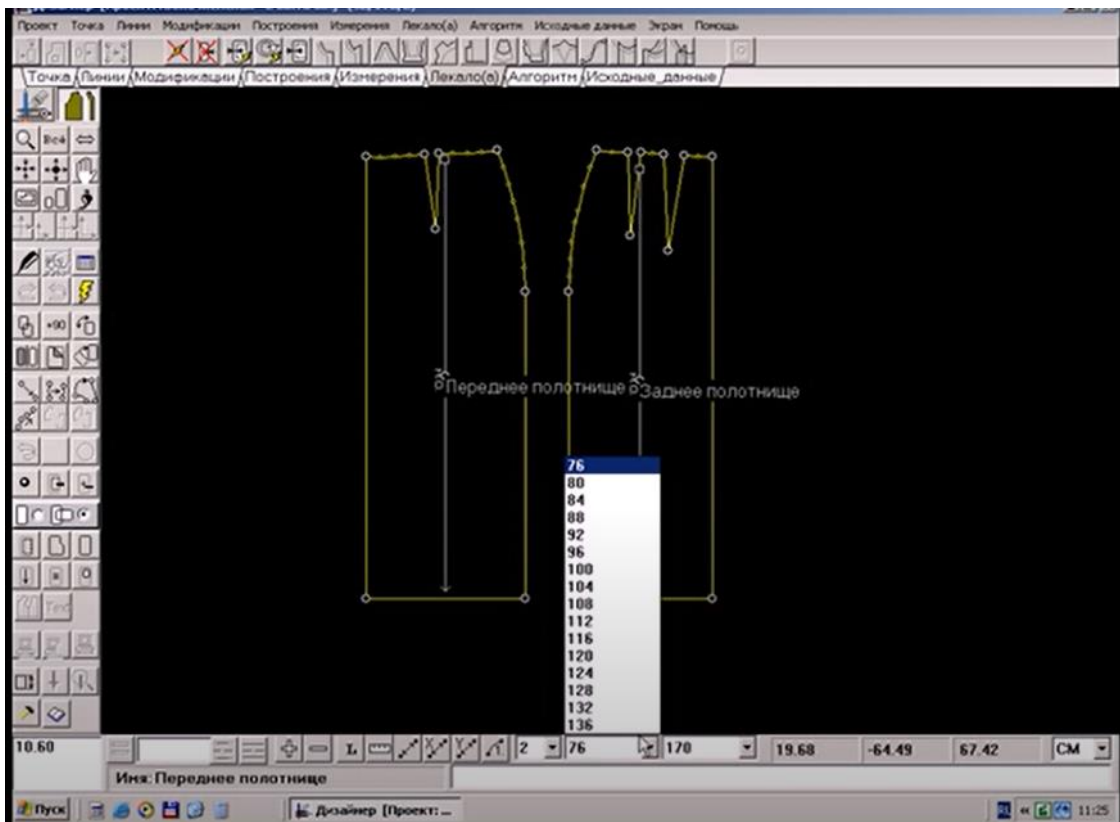 Проект Точка Линии Модификации Построения Измерения Лекало(а) Алгоритм Исходные данные Экран Помощь
Точка Линии Модификации Построения Измерения Лекало(а) Алгоритм Исходные_данные
Всё
+90
Переднее полотнище
Заднее полотнище
Text
76
80
84
88
92
96
100
104
108
112
116
120
124
128
132
136
10.60
L
2
76
170
19.68
-64.49
67.42
СМ
Имя: Переднее полотнище
Пуск
Дизайнер [Проект: ...
11:25